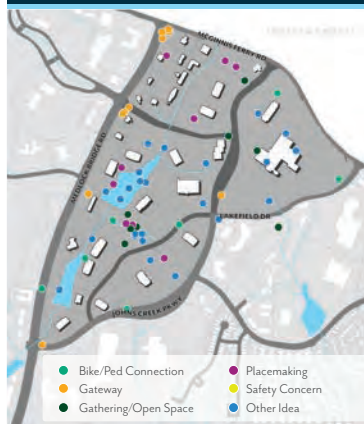 MCGINNIS FERRY RD
MEDLOCK BRIDGE RD
LAKEFIELD DR
JOHNS CREEK PKWY
Bike/Ped Connection
Gateway
Gathering/Open Space
Placemaking
Safety Concern
Other Idea